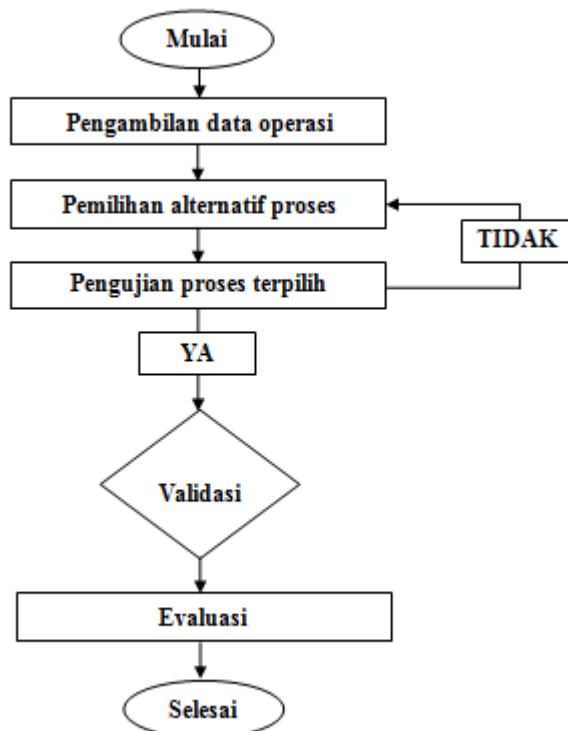 Mulai
Pengambilan data operasi
Pemilihan alternatif proses
TIDAK
Pengujian proses terpilih
YA
Validasi
Evaluasi
Selesai